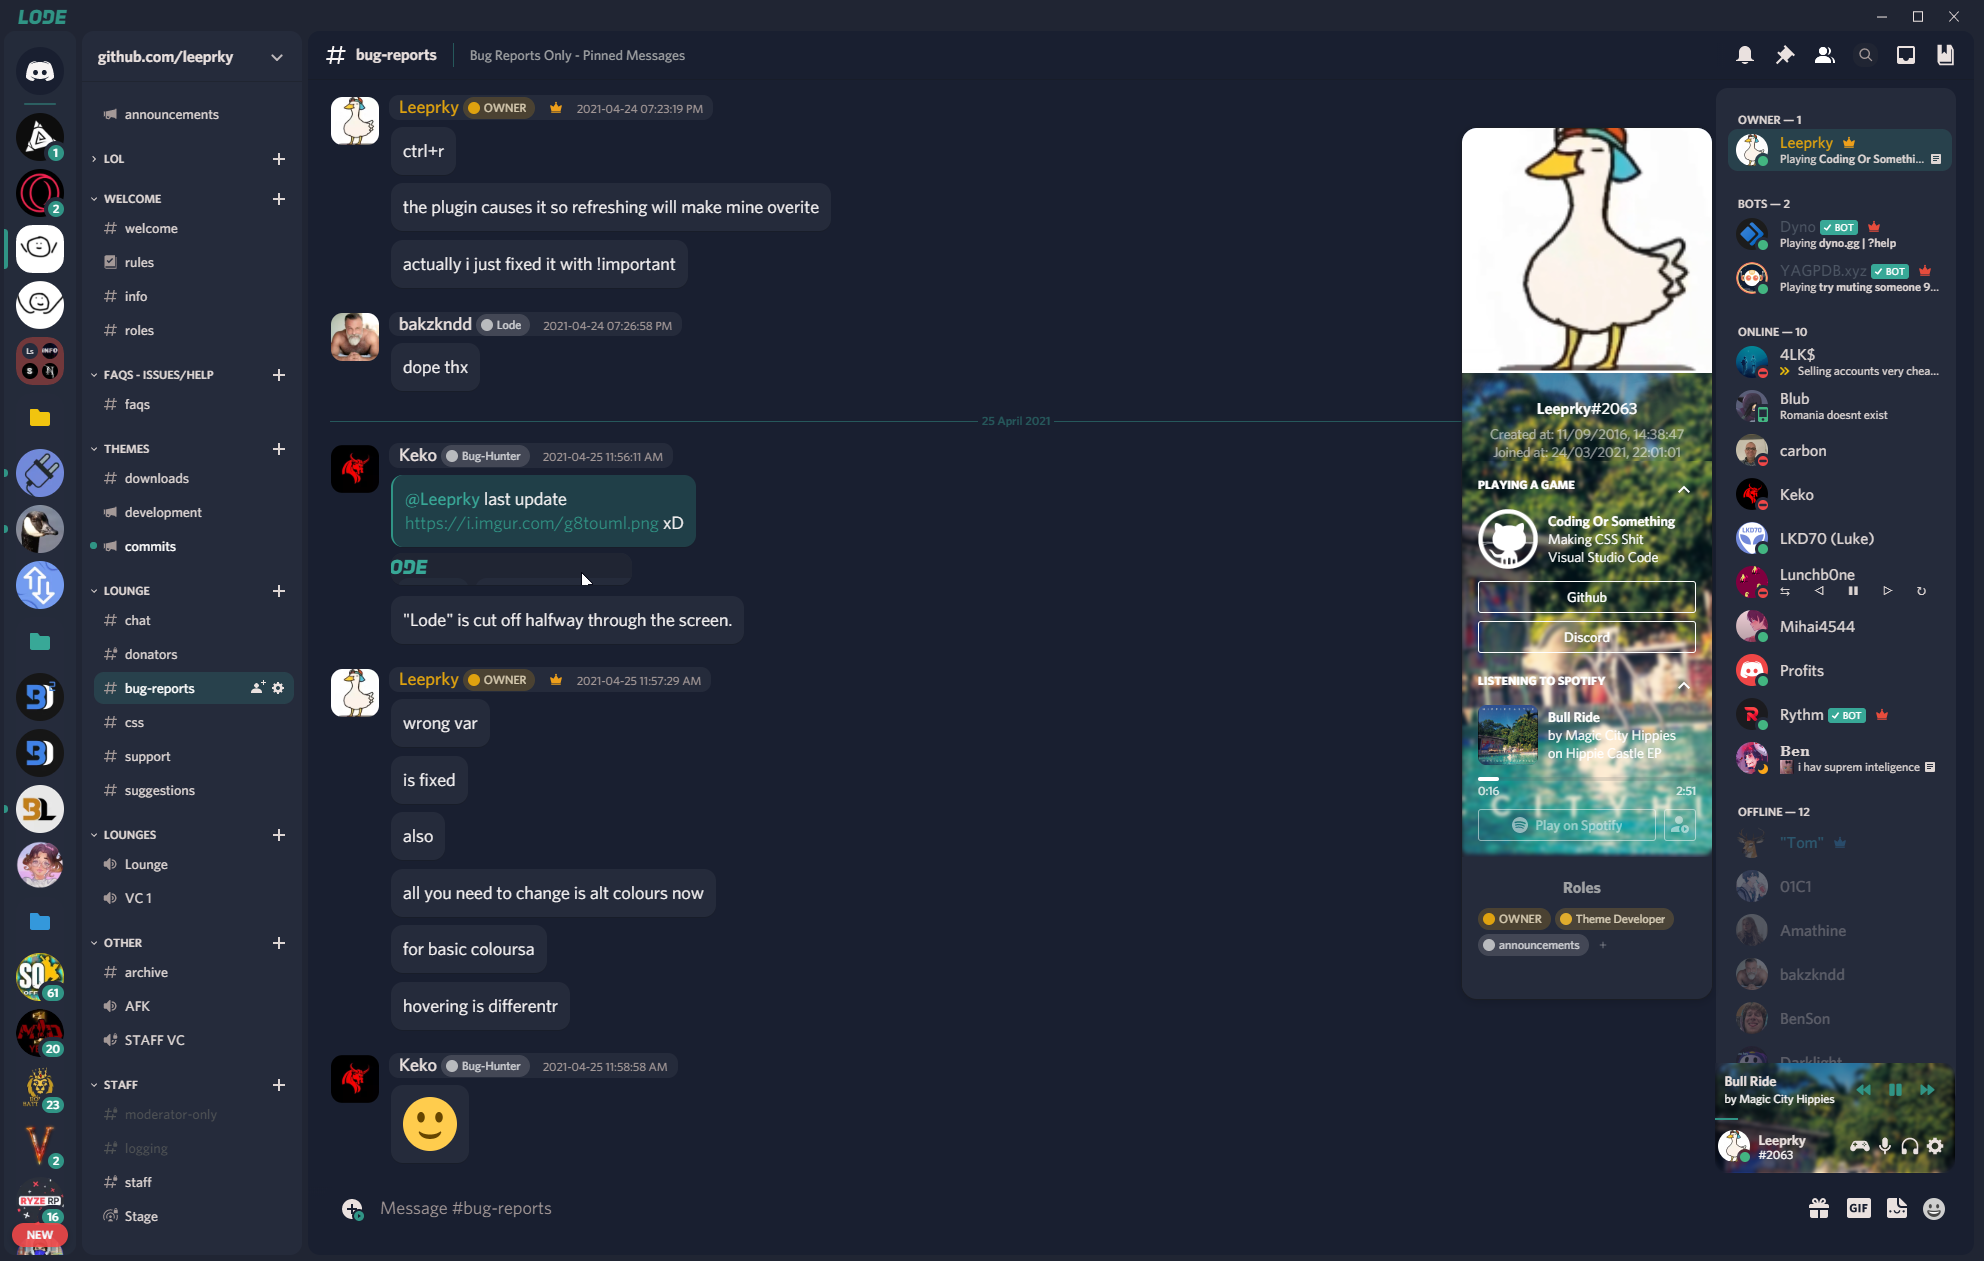 LODE
github.com/leeprky
announcements
LOL
WELCOME
welcome
rules
info
roles
FAQS - ISSUES/HELP
faqs
THEMES
downloads
development
commits
LOUNGE
chat
donators
bug-reports
css
support
suggestions
LOUNGES
Lounge
VC 1
OTHER
archive
AFK
STAFF VC
STAFF
moderator-only
logging
staff
Stage
1
2
Ls
INFO
S
N
61
20
23
2
RYZE RP
16
NEW
bug-reports
Bug Reports Only - Pinned Messages
Leeprky OWNER 2021-04-24 07:23:19 PM
ctrl+r
the plugin causes it so refreshing will make mine overite
actually i just fixed it with !important
bakzkndd Lode 2021-04-24 07:26:58 PM
dope thx
25 April 2021
Keko Bug-Hunter 2021-04-25 11:56:11 AM
@Leeprky last update
https://i.imgur.com/g8touml.png xD
ODE
"Lode" is cut off halfway through the screen.
Leeprky OWNER 2021-04-25 11:57:29 AM
wrong var
is fixed
also
all you need to change is alt colours now
for basic coloursa
hovering is differentr
Keko Bug-Hunter 2021-04-25 11:58:58 AM
Message #bug-reports
GIF
Leeprky#2063
Created at: 11/09/2016, 14:38:47
Joined at: 24/03/2021, 22:01:01
PLAYING A GAME
Coding Or Something
Making CSS Shit
Visual Studio Code
Github
Discord
LISTENING TO SPOTIFY
Bull Ride
by Magic City Hippies
on Hippie Castle EP
0:16
2:51
Play on Spotify
Roles
OWNER
Theme Developer
announcements
+
OWNER — 1
Leeprky
Playing Coding Or Somethi...
BOTS — 2
Dyno BOT
Playing dyno.gg | ?help
YAGPDB.xyz BOT
Playing try muting someone 9...
ONLINE — 10
4LK$
Selling accounts very chea...
Blub
Romania doesnt exist
carbon
Keko
LKD70 (Luke)
Lunchb0ne
Mihai4544
Profits
Rythm BOT
Ben
i hav suprem inteligence
OFFLINE — 12
"Tom"
01C1
Amathine
bakzkndd
BenSon
Darklight
Bull Ride
by Magic City Hippies
Leeprky
#2063